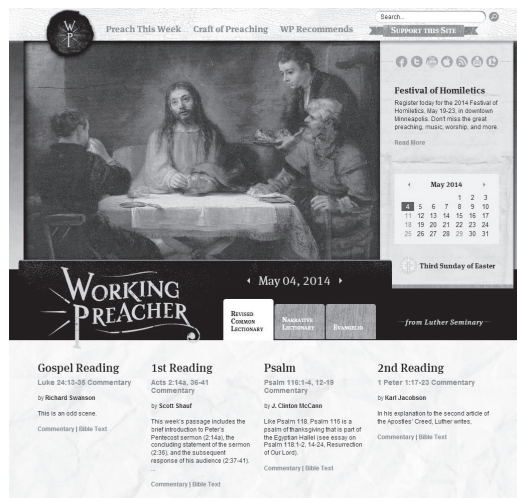 W
P
Preach This Week
Craft of Preaching
WP Recommends
Search...
SUPPORT THIS SITE
Festival of Homiletics
Register today for the 2014 Festival of
Homiletics, May 19-23, in downtown
Minneapolis. Don't miss the great
preaching, music, worship, and more.
Read More
May 2014
1 2 3
4 5 6 7 8 9 10
11 12 13 14 15 16 17
18 19 20 21 22 23 24
25 26 27 28 29 30 31
Third Sunday of Easter
WORKING
PREACHER
May 04, 2014
REVISED
COMMON
LECTIONARY
NARRATIVE
LECTIONARY
EVANGELIO
from Luther Seminary
Gospel Reading
Luke 24:13-35 Commentary
by Richard Swanson
This is an odd scene.
Commentary | Bible Text
1st Reading
Acts 2:14a, 36-41
Commentary
by Scott Shauf
This week's passage includes the
brief introduction to Peter's
Pentecost sermon (2:14a), the
concluding statement of the sermon
(2:36), and the subsequent
response of his audience (2:37-41).
...
Commentary | Bible Text
Psalm
Psalm 116:1-4, 12-19
Commentary
by J. Clinton McCann
Like Psalm 118, Psalm 116 is a
psalm of thanksgiving that is part of
the Egyptian Hallel (see essay on
Psalm 118:1-2, 14-24, Resurrection
of Our Lord).
Commentary | Bible Text
2nd Reading
1 Peter 1:17-23 Commentary
by Karl Jacobson
In his explanation to the second article of
the Apostles' Creed, Luther writes,
Commentary | Bible Text